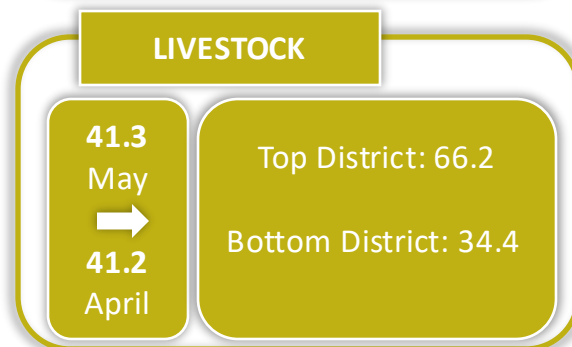 LIVESTOCK
41.3
May
41.2
April
Top District: 66.2
Bottom District: 34.4